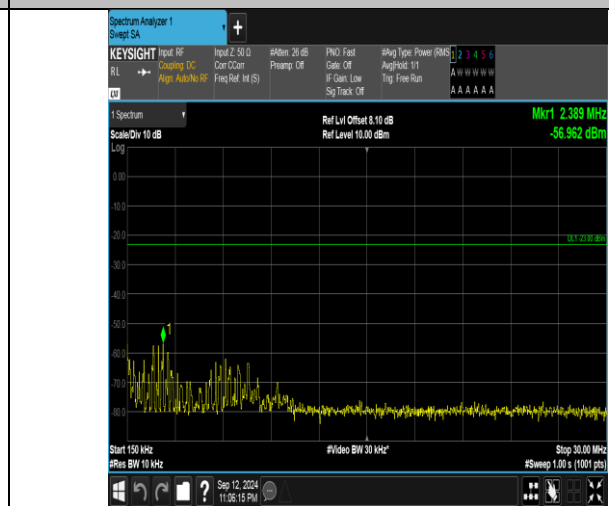 Spectrum Analyzer 1
Swept SA
+
KEYSIGHT
RL
Input: RF
Coupling: DC
Align: Auto/No RF
Input Z: 50 Ω
Corr CCorr
Freq Ref: Int (S)
#Atten: 26 dB
Preamp: Off
PNO: Fast
Gate: Off
IF Gain: Low
Sig Track: Off
#Avg Type: Power (RMS
Avg|Hold: 1/1
Trig: Free Run
1 2 3 4 5 6
A W W W W W
A A A A A A
1 Spectrum
Scale/Div 10 dB
Ref Lvl Offset 8.10 dB
Ref Level 10.00 dBm
Mkr1 2.389 MHz
-56.962 dBm
Log
0.00
-10.0
-20.0
DL1 -23.00 dBm
-30.0
-40.0
-50.0
1
-60.0
-70.0
-80.0
Start 150 kHz
#Res BW 10 kHz
#Video BW 30 kHz*
Stop 30.00 MHz
#Sweep 1.00 s (1001 pts)
?
Sep 12, 2024
11:06:15 PM